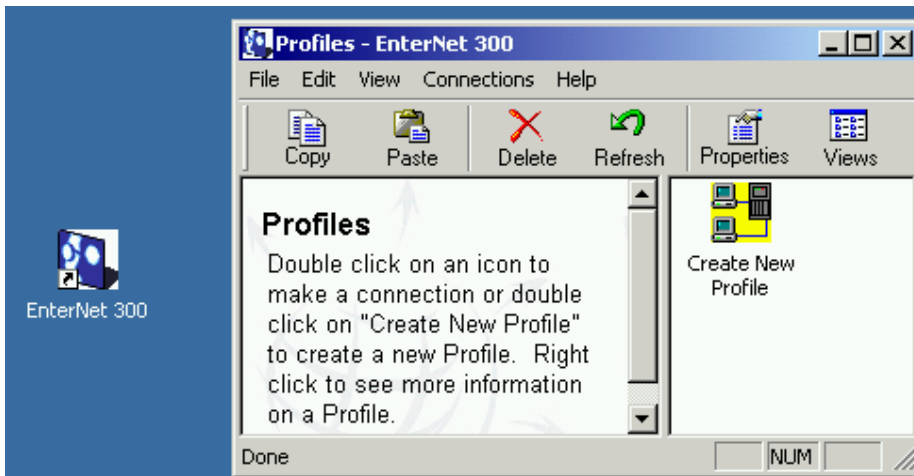 Profiles - EnterNet 300
File Edit View Connections Help
Copy Paste Delete Refresh Properties Views
Profiles
Double click on an icon to
make a connection or double
click on "Create New Profile"
to create a new Profile. Right
click to see more information
on a Profile.
Create New
Profile
EnterNet 300
Done NUM